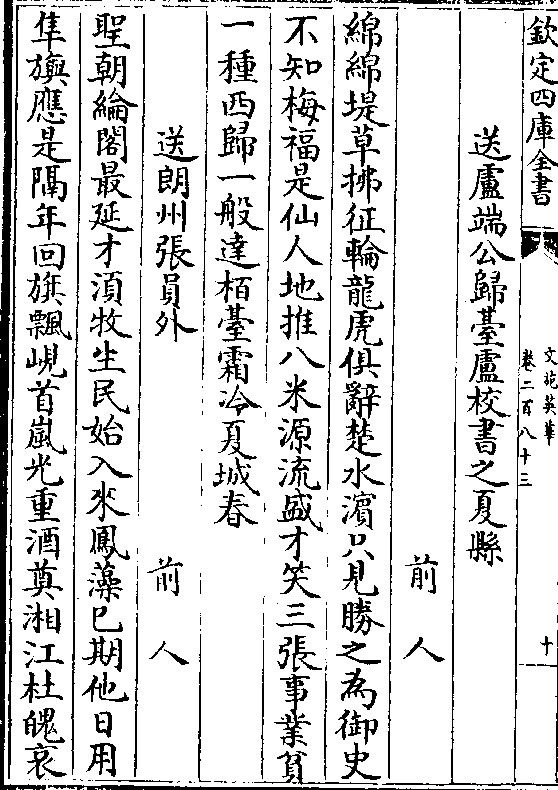 欽定四庫全書
文苑英華
卷二百八十三
十
送盧端公歸臺盧校書之夏縣
前人
綿綿堤草拂征輪龍虎俱辭楚水濱只見勝之為御史
不知梅福是仙人地推八米源流盛才笑三張事業貧
一種西歸一般達栢臺霜冷夏城春
送朗州張員外
前人
聖朝綸閣最延才須牧生民始入來鳳藻已期他日用
隼旟應是隔年回旗飄峴首嵐光重酒奠湘江杜魄哀